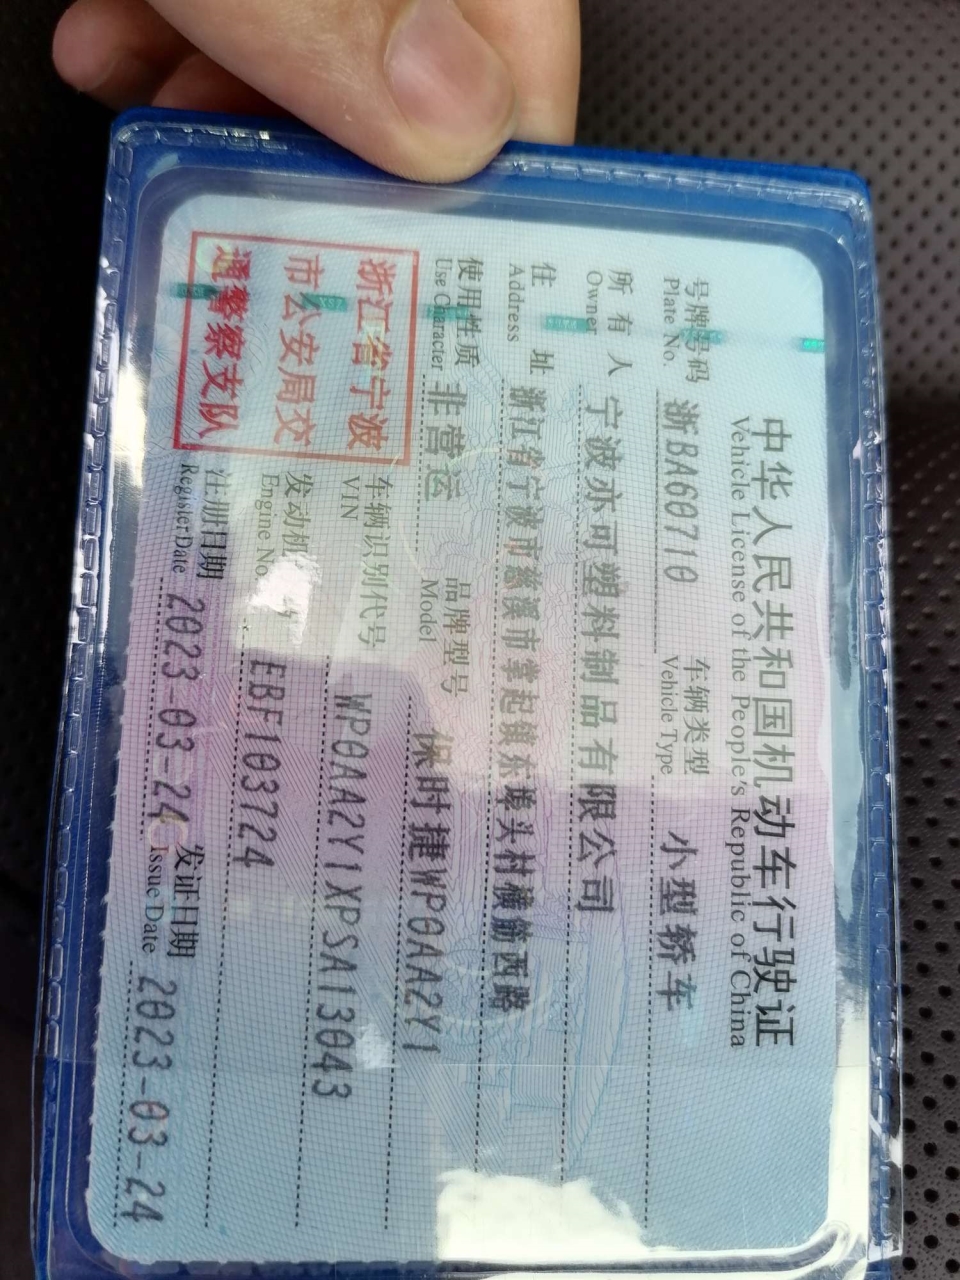 中华人民共和国机动车行驶证
Vehicle License of the People's Republic of China
号牌号码 浙BA60710 车辆类型 小型轿车
Plate No. Vehicle Type
所有人 宁波亦可塑料制品有限公司
Owner
住址 浙江省宁波市慈溪市掌起镇东埠头村横筋西路
Address
使用性质 非营运 品牌型号 保时捷WP0AA2Y1
Use Character Model
浙江省宁波
市公安局交
通警察支队
车辆识别代号 WP0AA2Y1XPSA13043
VIN
发动机号码 EBF103724
Engine No.
注册日期 2023-03-24 发证日期 2023-03-24
Register Date Issue Date